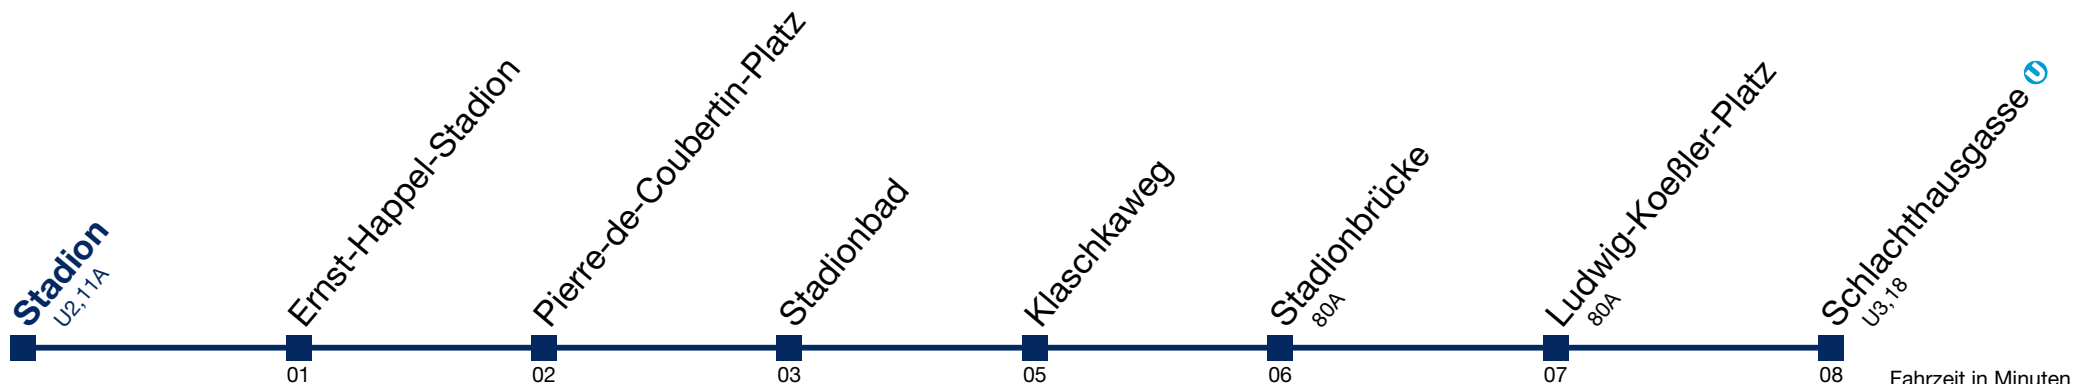 Stadion
U2,11A
Ernst-Happel-Stadion
Pierre-de-Coubertin-Platz
Stadionbad
Klaschkaweg
Stadionbrücke
80A
Ludwig-Koeßler-Platz
80A
Schlachthausgasse U
U3,18
01
02
03
05
06
07
08
Fahrzeit in Minuten